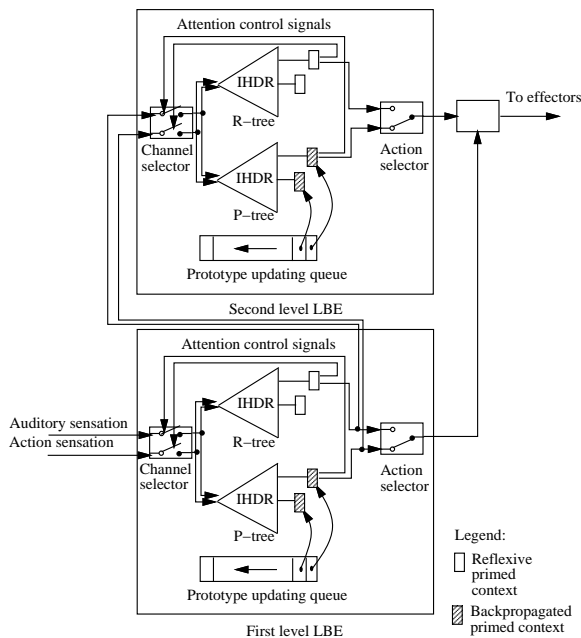 Attention control signals
IHDR
R-tree
To effectors
Channel
selector
IHDR
P-tree
Action
selector
Prototype updating queue
Second level LBE
Attention control signals
IHDR
R-tree
Auditory sensation
Action sensation
Channel
selector
IHDR
P-tree
Action
selector
Prototype updating queue
First level LBE
Legend:
Reflexive
primed
context
Backpropagated
primed context